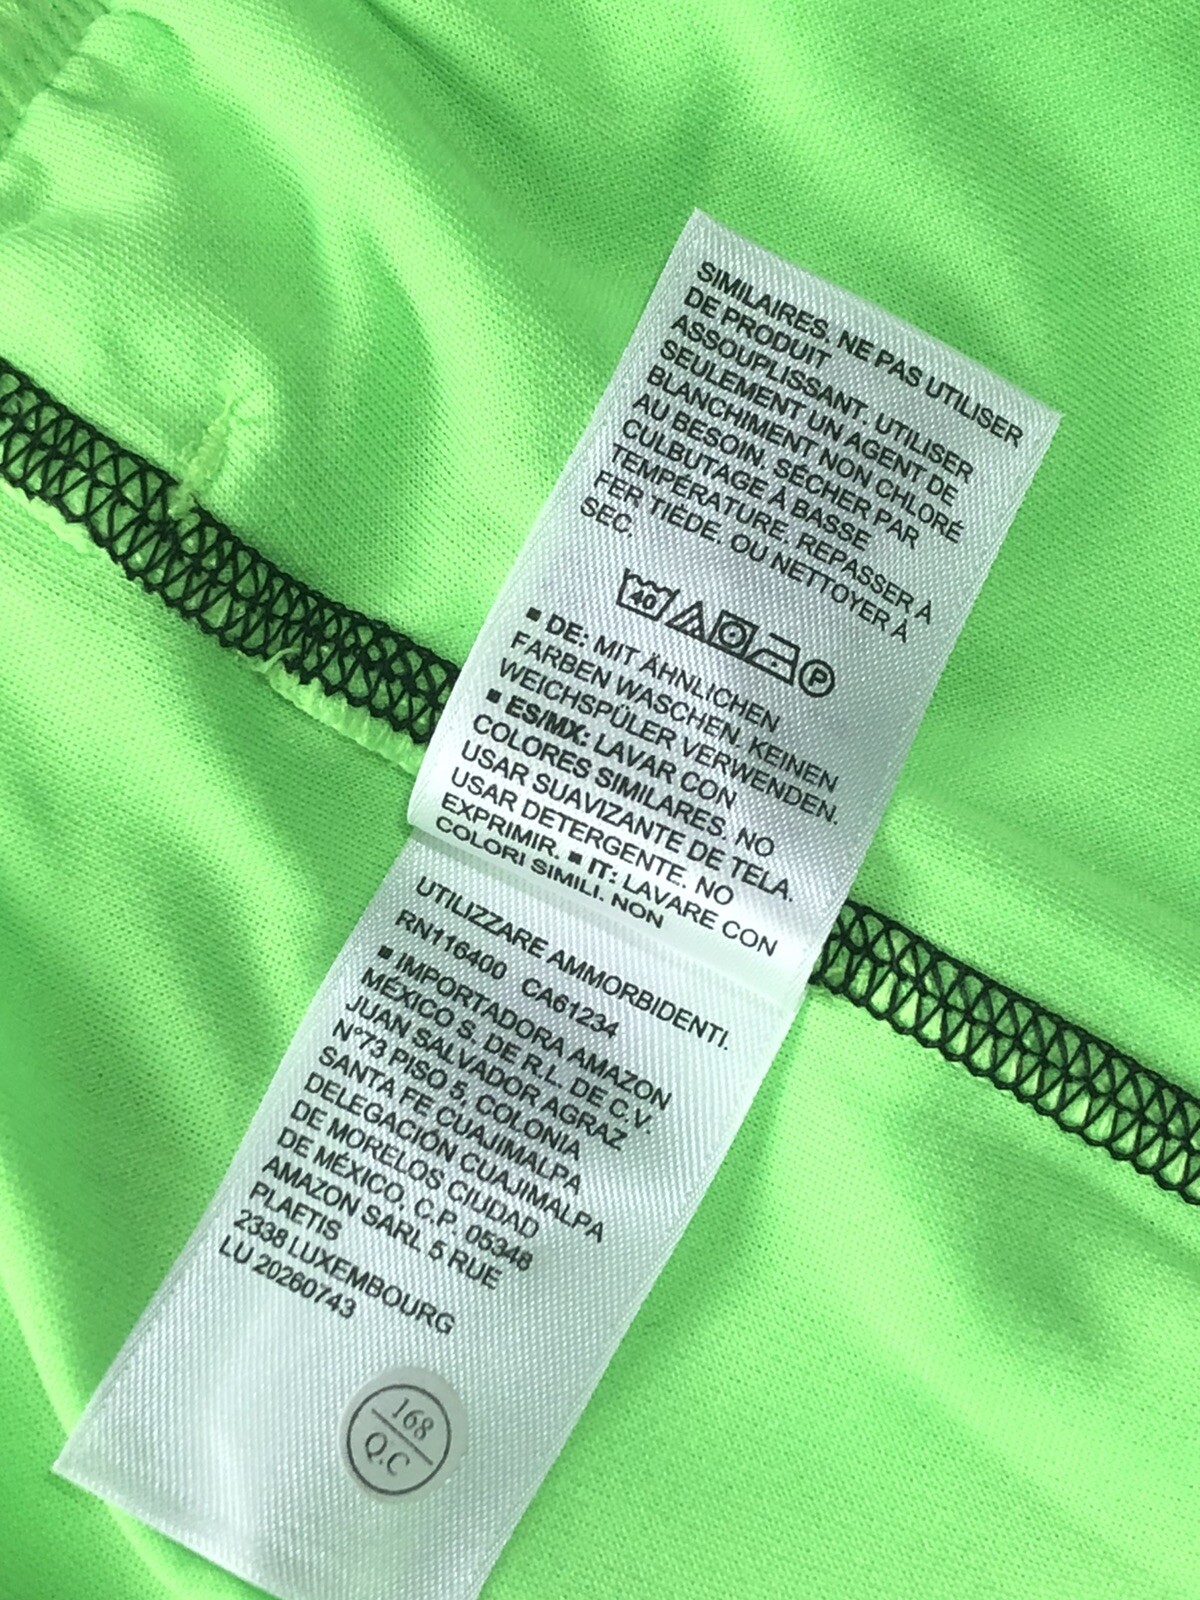 SIMILAIRES. NE PAS UTILISER
DE PRODUIT
ASSOUPLISSANT. UTILISER
SEULEMENT UN AGENT DE
BLANCHIMENT NON CHLORÉ
AU BESOIN. SÉCHER PAR
CULBUTAGE À BASSE
TEMPÉRATURE. REPASSER À
FER TIÈDE. OU NETTOYER À
SEC.
40 P
■ DE: MIT ÄHNLICHEN
FARBEN WASCHEN. KEINEN
WEICHSPÜLER VERWENDEN.
■ ES/MX: LAVAR CON
COLORES SIMILARES. NO
USAR SUAVIZANTE DE TELA.
USAR DETERGENTE. NO
EXPRIMIR. ■ IT: LAVARE CON
COLORI SIMILI. NON
UTILIZZARE AMMORBIDENTI.
RN116400 CA61234
■ IMPORTADORA AMAZON
MÉXICO S. DE R.L. DE C.V.
JUAN SALVADOR AGRAZ
N°73 PISO 5, COLONIA
SANTA FE CUAJIMALPA
DELEGACIÓN CUAJIMALPA
DE MORELOS CIUDAD
DE MÉXICO, C.P. 05348
AMAZON SARL 5 RUE
PLAETIS
2338 LUXEMBOURG
LU 20260743
168
Q.C